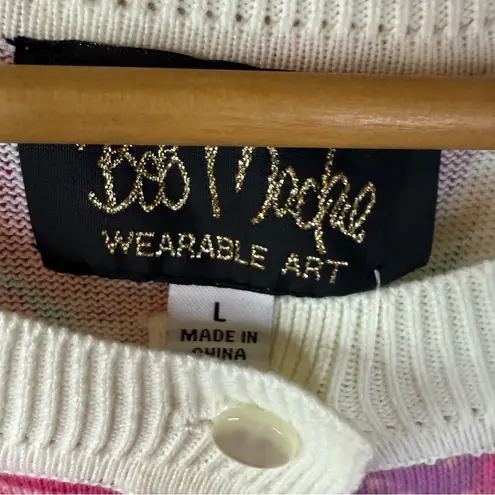 Bob Mackie
WEARABLE ART
L
MADE IN
CHINA